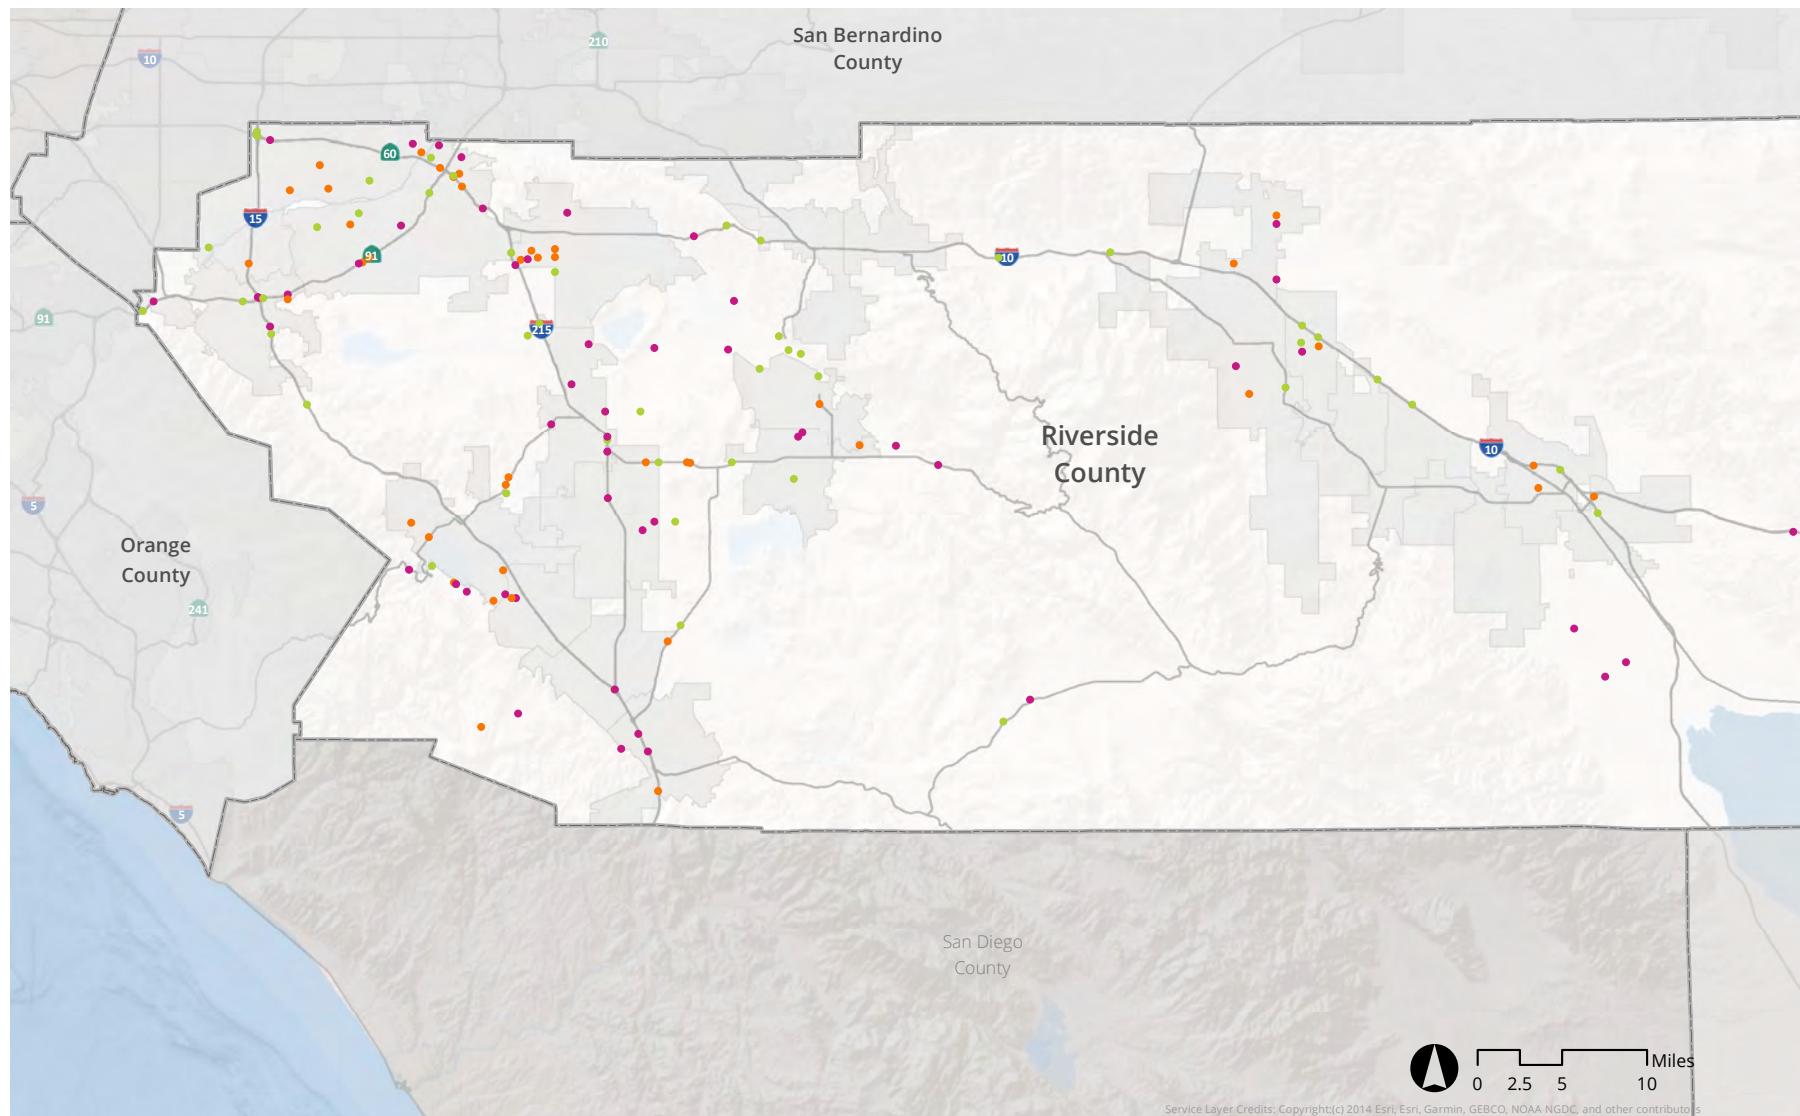 San Bernardino
County
10
210
60
15
91
10
91
215
Riverside
County
10
5
Orange
County
241
5
San Diego
County
Miles
0 2.5 5 10
Service Layer Credits: Copyright:(c) 2014 Esri, Esri, Garmin, GEBCO, NOAA NGDC, and other contributors